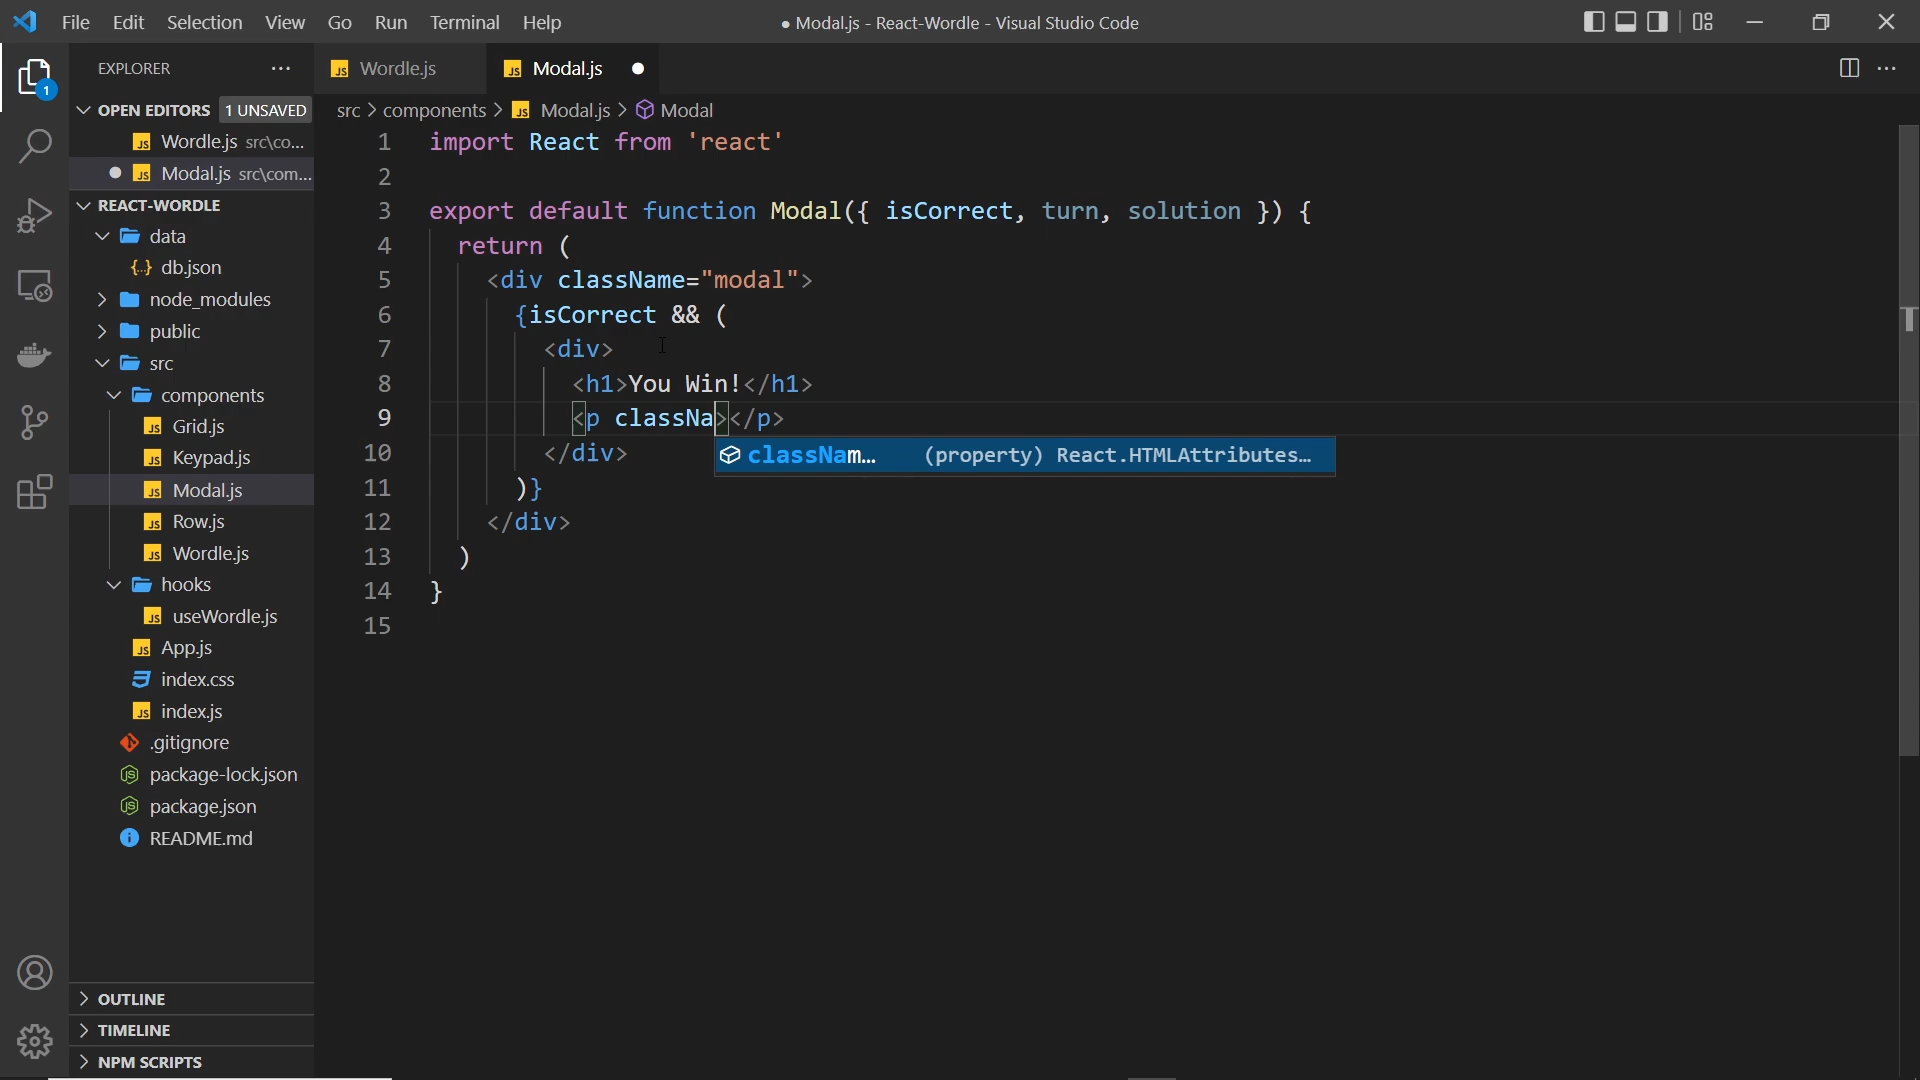 File Edit Selection View Go Run Terminal Help
● Modal.js - React-Wordle - Visual Studio Code
EXPLORER ...
Wordle.js
Modal.js
1
OPEN EDITORS 1 UNSAVED
Wordle.js src\co...
Modal.js src\com...
REACT-WORDLE
data
db.json
node_modules
public
src
components
Grid.js
Keypad.js
Modal.js
Row.js
Wordle.js
hooks
useWordle.js
App.js
index.css
index.js
.gitignore
package-lock.json
package.json
README.md
OUTLINE
TIMELINE
NPM SCRIPTS
src > components > JS Modal.js > Modal
1 import React from 'react'
2
3 export default function Modal({ isCorrect, turn, solution }) {
4 return (
5 <div className="modal">
6 {isCorrect && (
7 <div>
8 <h1>You Win!</h1>
9 <p classNa></p>
classNam... (property) React.HTMLAttributes...
10 </div>
11 )}
12 </div>
13 )
14 }
15